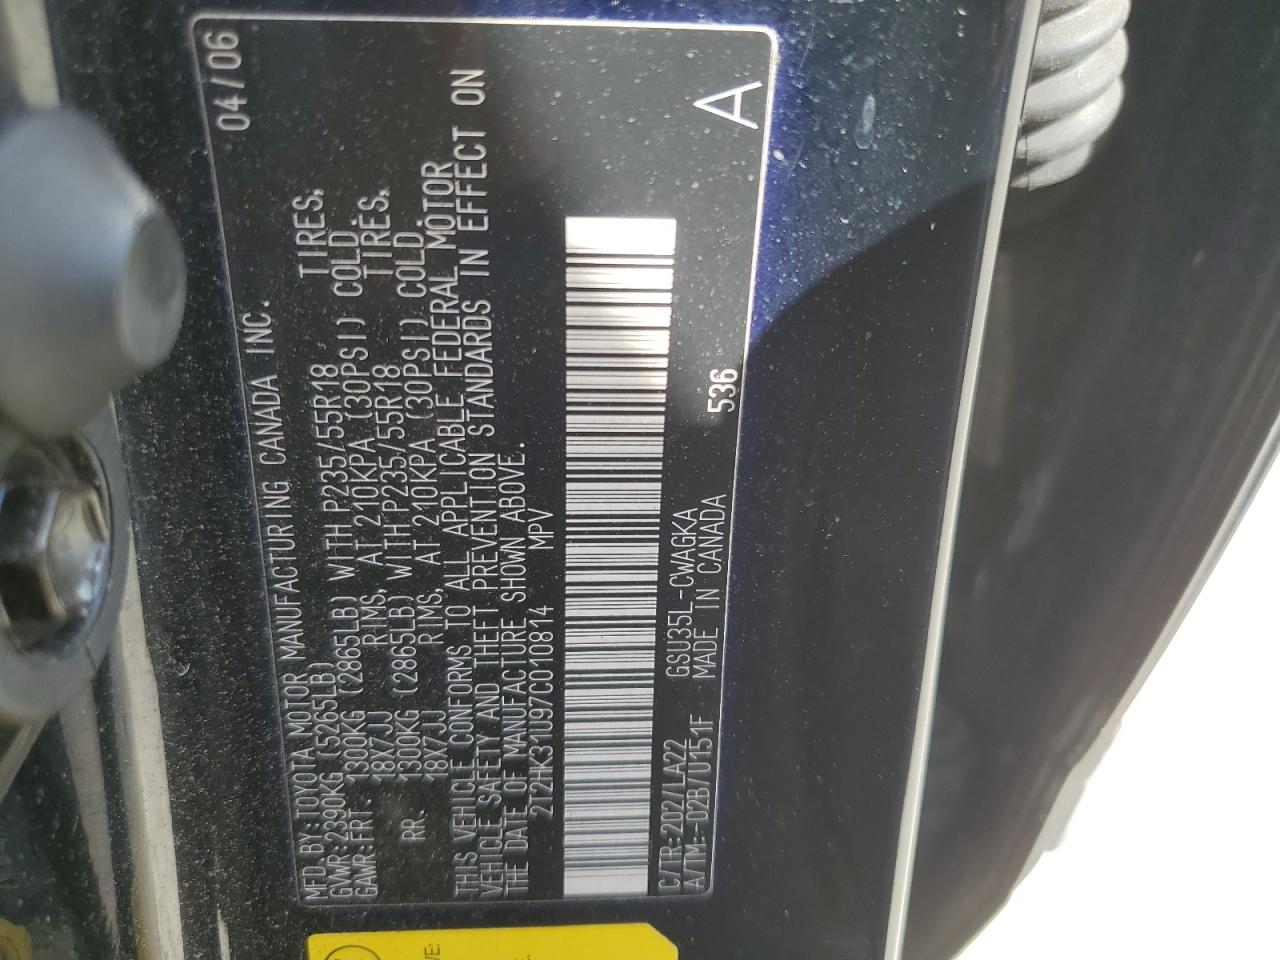 MFD.BY:TOYOTA MOTOR MANUFACTURING CANADA INC. 04/06
GVWR:2390KG (5265LB)
GAWR:FRT. 1300KG (2865LB) WITH P235/55R18 TIRES,
18X7JJ RIMS, AT 210KPA (30PSI) COLD.
RR. 1300KG (2865LB) WITH P235/55R18 TIRES,
18X7JJ RIMS, AT 210KPA (30PSI) COLD.
THIS VEHICLE CONFORMS TO ALL APPLICABLE FEDERAL MOTOR
VEHICLE SAFETY AND THEFT PREVENTION STANDARDS IN EFFECT ON
THE DATE OF MANUFACTURE SHOWN ABOVE.
2T2HK31U97C010814 MPV
C/TR:202/LA22 GSU35L-CWAGKA
A/TM:-02B/U151F MADE IN CANADA 536
A